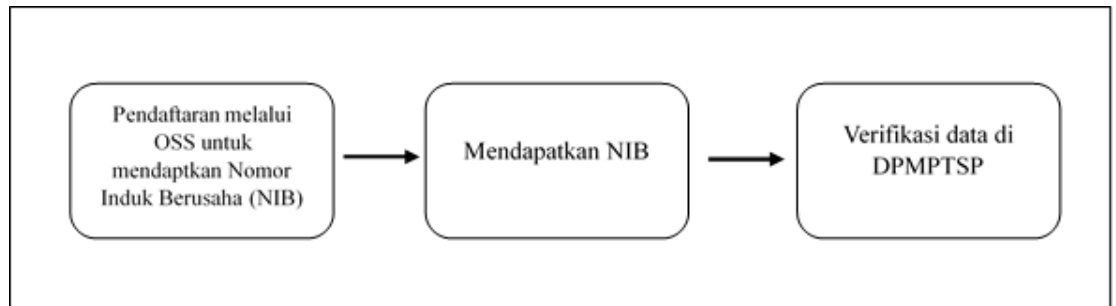 Pendaftaran melalui
OSS untuk
mendaptkan Nomor
Induk Berusaha (NIB)
Mendapatkan NIB
Verifikasi data di
DPMPTSP